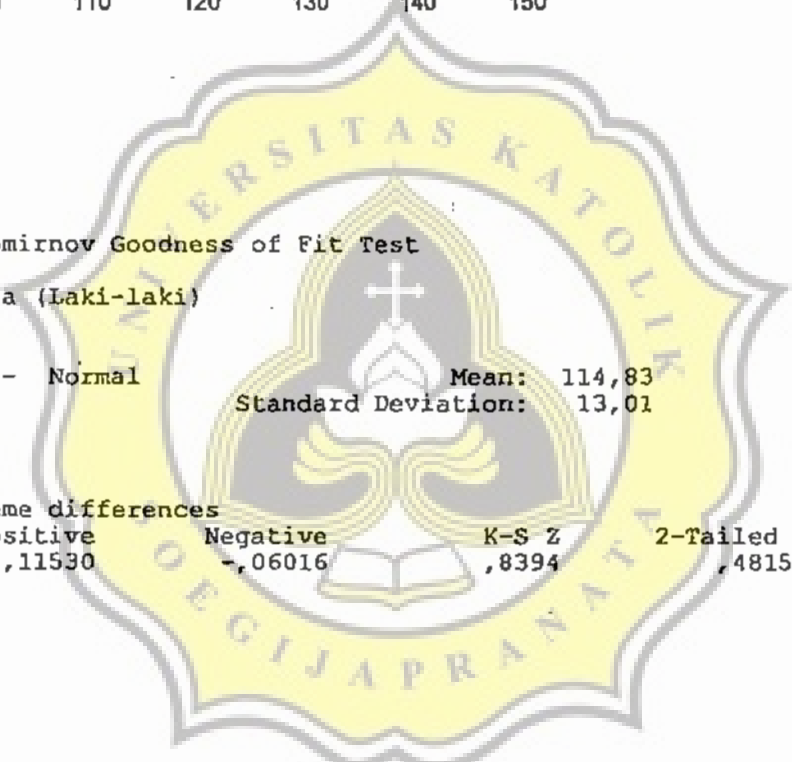 110 120 130 140 150
UNIVERSITAS KATOLIK
mirnov Goodness of Fit Test
a (Laki-laki)
- Normal Mean: 114,83
Standard Deviation: 13,01
me differences
sitive Negative K-S Z 2-Tailed
,11530 -,06016 ,8394 ,4815
SOEGIJAPRANATA